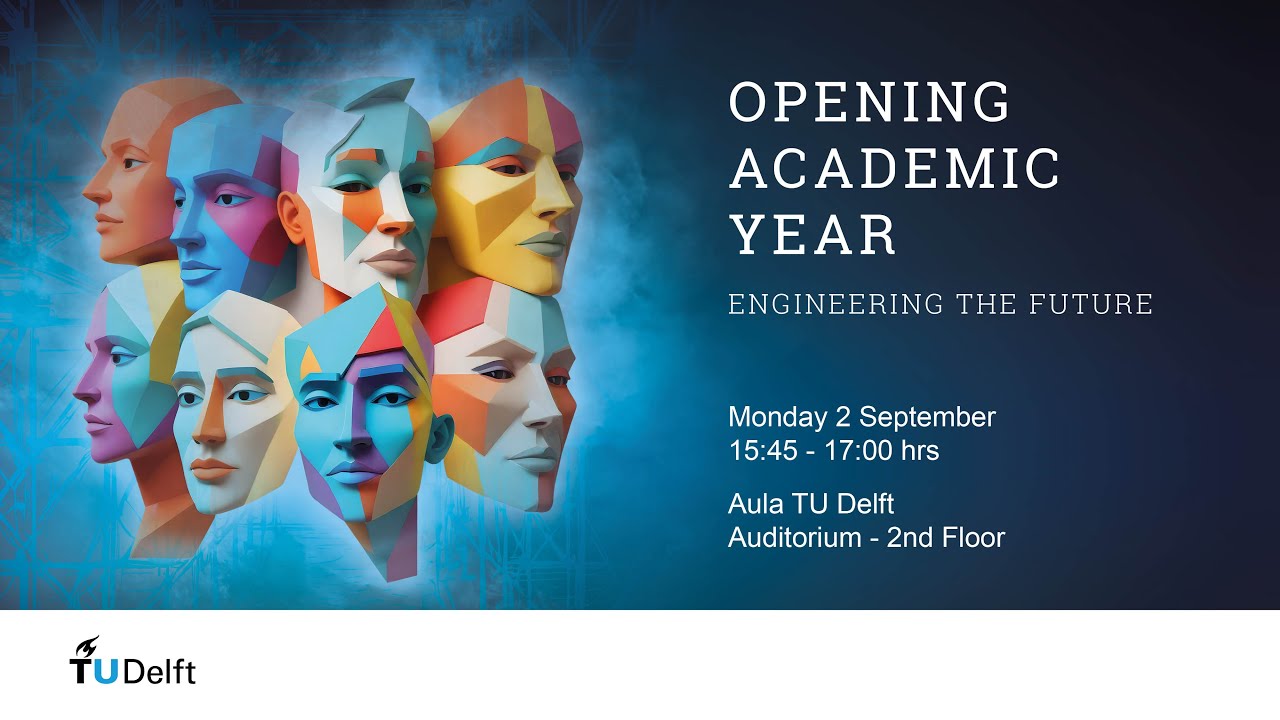 OPENING
ACADEMIC
YEAR
ENGINEERING THE FUTURE
Monday 2 September
15:45 - 17:00 hrs
Aula TU Delft
Auditorium - 2nd Floor
TUDelft